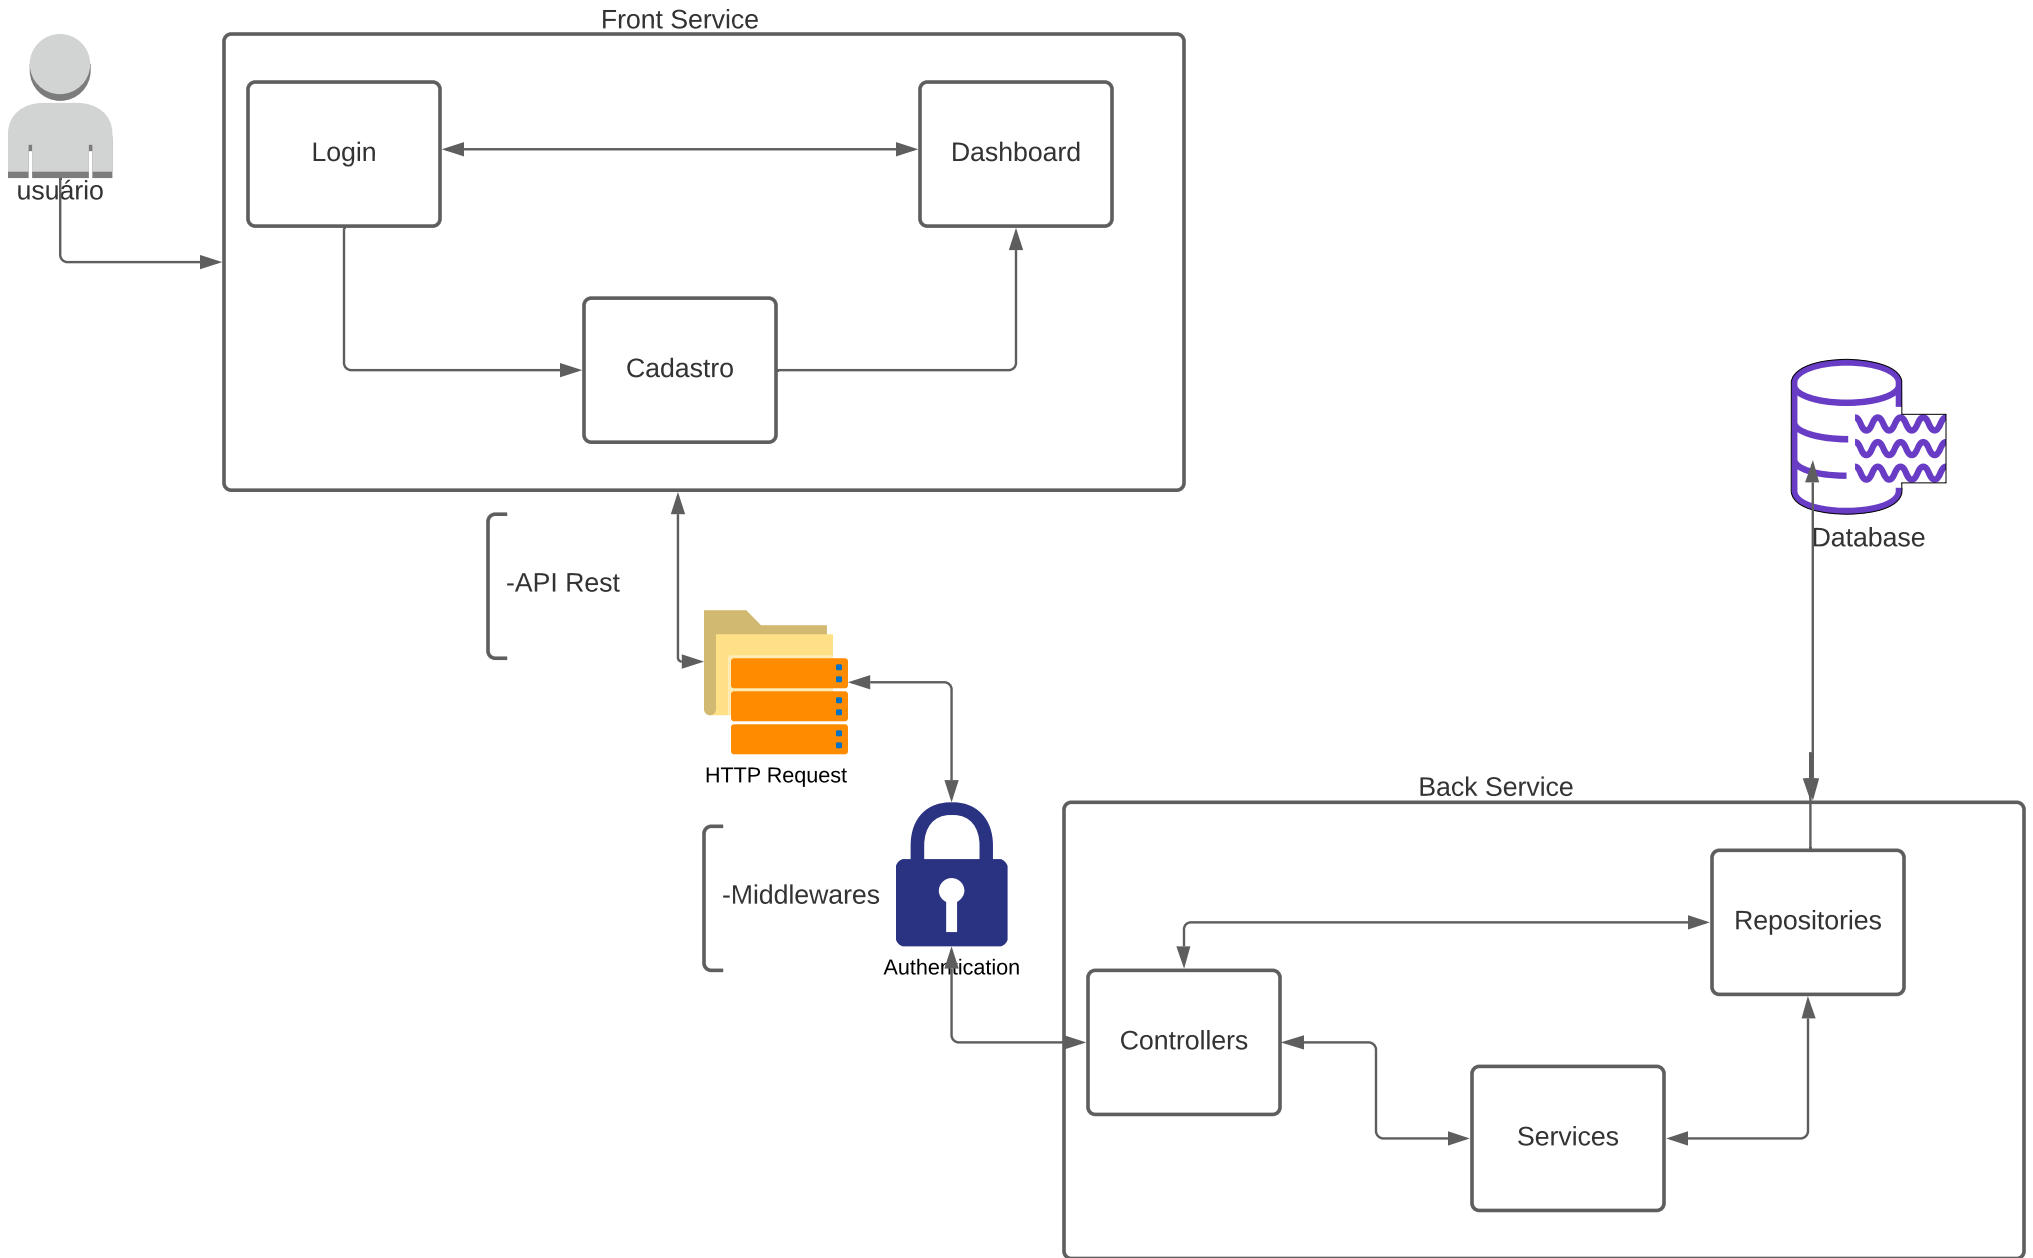 Front Service
usuário
Login
Dashboard
Cadastro
-API Rest
Database
HTTP Request
Back Service
-Middlewares
Authentication
Repositories
Controllers
Services